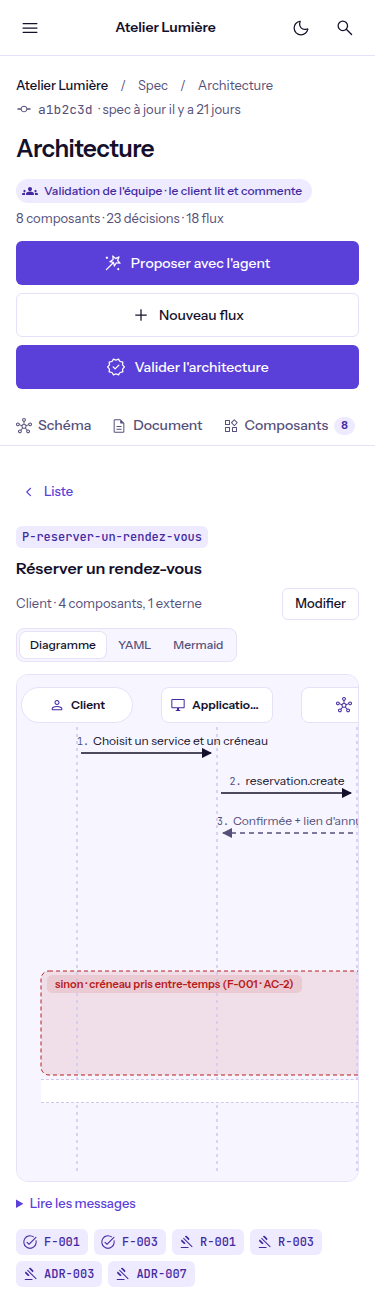 Atelier Lumière
Atelier Lumière / Spec / Architecture
a1b2c3d · spec à jour il y a 21 jours
Architecture
Validation de l'équipe · le client lit et commente
8 composants · 23 décisions · 18 flux
Proposer avec l'agent
Nouveau flux
Valider l'architecture
Schéma Document Composants 8
Liste
P-reserver-un-rendez-vous
Réserver un rendez-vous
Client · 4 composants, 1 externe
Modifier
Diagramme YAML Mermaid
Client Applicatio…
1. Choisit un service et un créneau
2. reservation.create
3. Confirmée + lien d'annu
sinon · créneau pris entre-temps (F-001 · AC-2)
Lire les messages
F-001 F-003 R-001 R-003
ADR-003 ADR-007